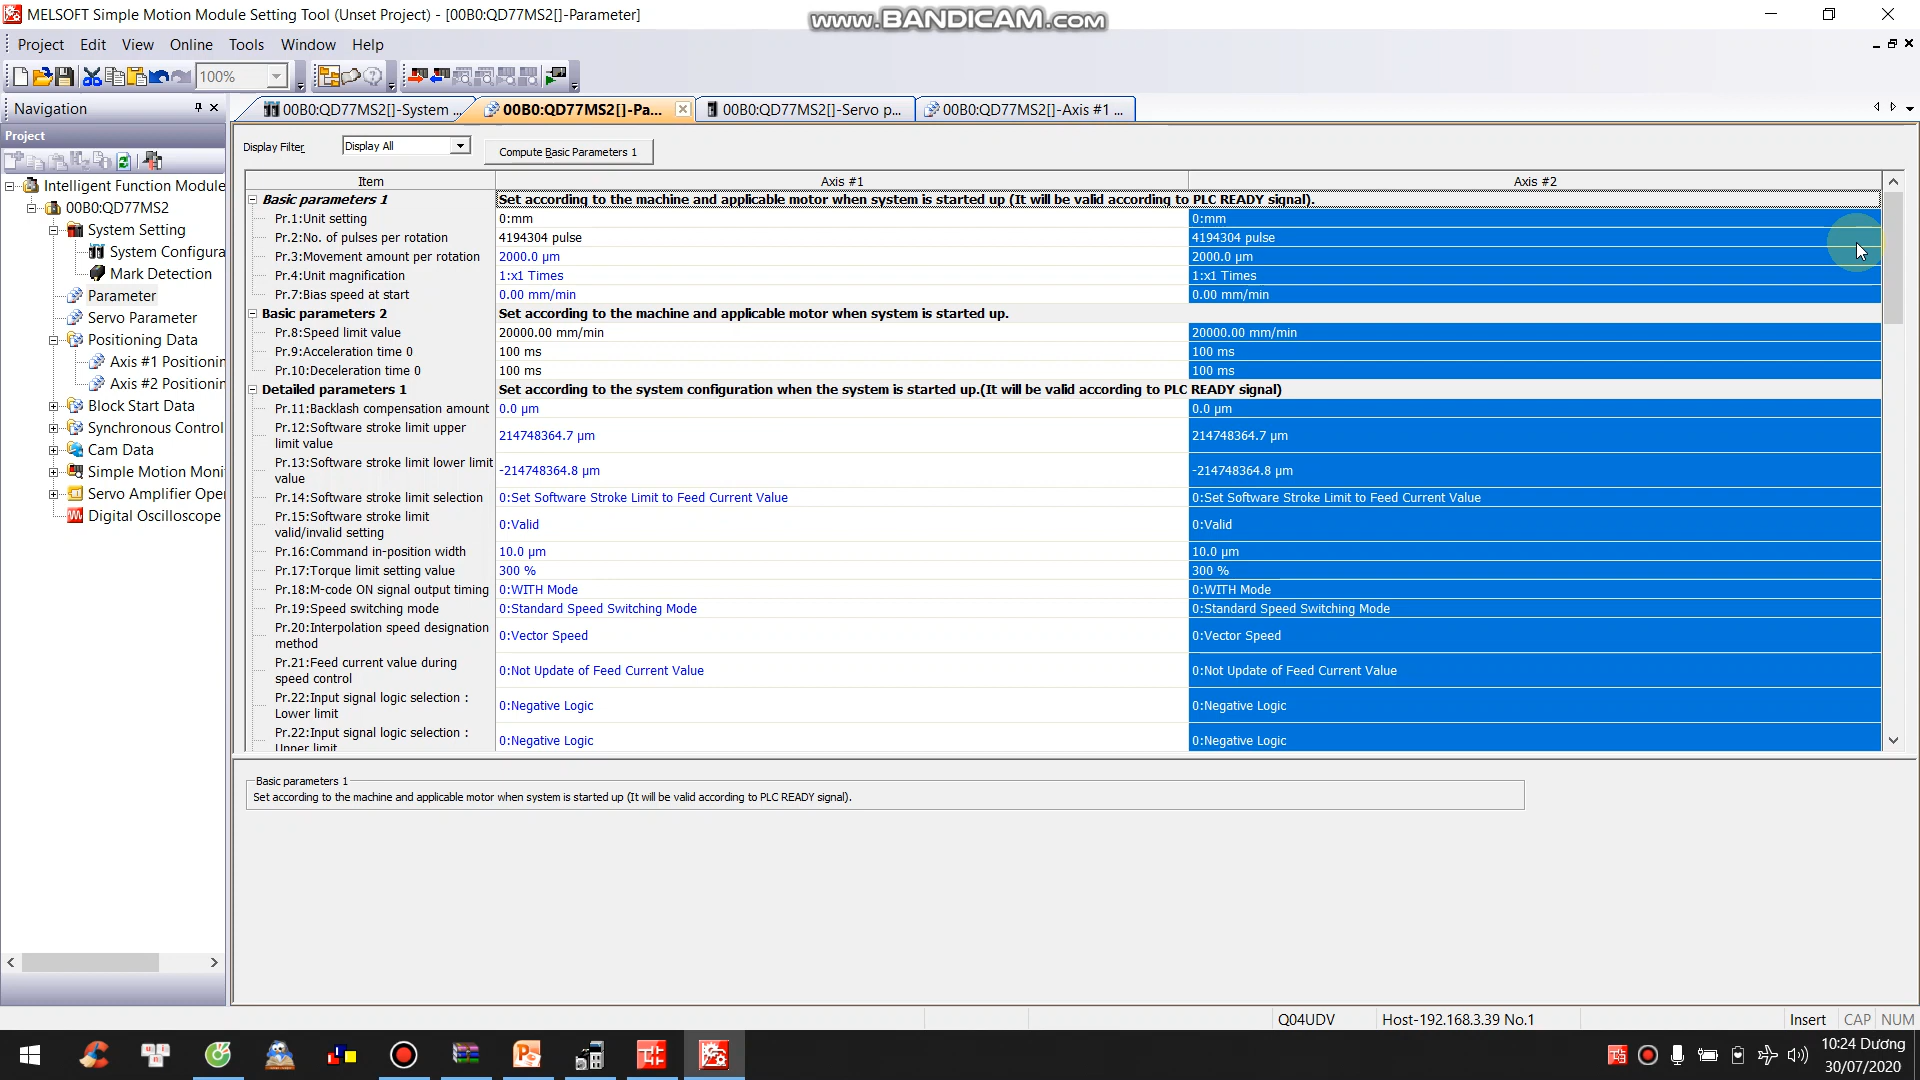 MELSOFT Simple Motion Module Setting Tool (Unset Project) - [00B0:QD77MS2[]-Parameter]
www.BANDICAM.com
Project Edit View Online Tools Window Help
100%
Navigation
00B0:QD77MS2[]-System ...
00B0:QD77MS2[]-Pa...
00B0:QD77MS2[]-Servo p...
00B0:QD77MS2[]-Axis #1 ...
Project
Intelligent Function Module
00B0:QD77MS2
System Setting
System Configura
Mark Detection
Parameter
Servo Parameter
Positioning Data
Axis #1 Positionin
Axis #2 Positionin
Block Start Data
Synchronous Control
Cam Data
Simple Motion Moni
Servo Amplifier Oper
Digital Oscilloscope
Display Filter
Display All
Compute Basic Parameters 1
Item Axis #1 Axis #2
Basic parameters 1 Set according to the machine and applicable motor when system is started up (It will be valid according to PLC READY signal).
Pr.1:Unit setting 0:mm 0:mm
Pr.2:No. of pulses per rotation 4194304 pulse 4194304 pulse
Pr.3:Movement amount per rotation 2000.0 µm 2000.0 µm
Pr.4:Unit magnification 1:x1 Times 1:x1 Times
Pr.7:Bias speed at start 0.00 mm/min 0.00 mm/min
Basic parameters 2 Set according to the machine and applicable motor when system is started up.
Pr.8:Speed limit value 20000.00 mm/min 20000.00 mm/min
Pr.9:Acceleration time 0 100 ms 100 ms
Pr.10:Deceleration time 0 100 ms 100 ms
Detailed parameters 1 Set according to the system configuration when the system is started up.(It will be valid according to PLC READY signal)
Pr.11:Backlash compensation amount 0.0 µm 0.0 µm
Pr.12:Software stroke limit upper
limit value 214748364.7 µm 214748364.7 µm
Pr.13:Software stroke limit lower limit
value -214748364.8 µm -214748364.8 µm
Pr.14:Software stroke limit selection 0:Set Software Stroke Limit to Feed Current Value 0:Set Software Stroke Limit to Feed Current Value
Pr.15:Software stroke limit
valid/invalid setting 0:Valid 0:Valid
Pr.16:Command in-position width 10.0 µm 10.0 µm
Pr.17:Torque limit setting value 300 % 300 %
Pr.18:M-code ON signal output timing 0:WITH Mode 0:WITH Mode
Pr.19:Speed switching mode 0:Standard Speed Switching Mode 0:Standard Speed Switching Mode
Pr.20:Interpolation speed designation
method 0:Vector Speed 0:Vector Speed
Pr.21:Feed current value during
speed control 0:Not Update of Feed Current Value 0:Not Update of Feed Current Value
Pr.22:Input signal logic selection :
Lower limit 0:Negative Logic 0:Negative Logic
Pr.22:Input signal logic selection :
Upper limit 0:Negative Logic 0:Negative Logic
Basic parameters 1
Set according to the machine and applicable motor when system is started up (It will be valid according to PLC READY signal).
Q04UDV Host-192.168.3.39 No.1 Insert CAP NUM
10:24 Dương
30/07/2020